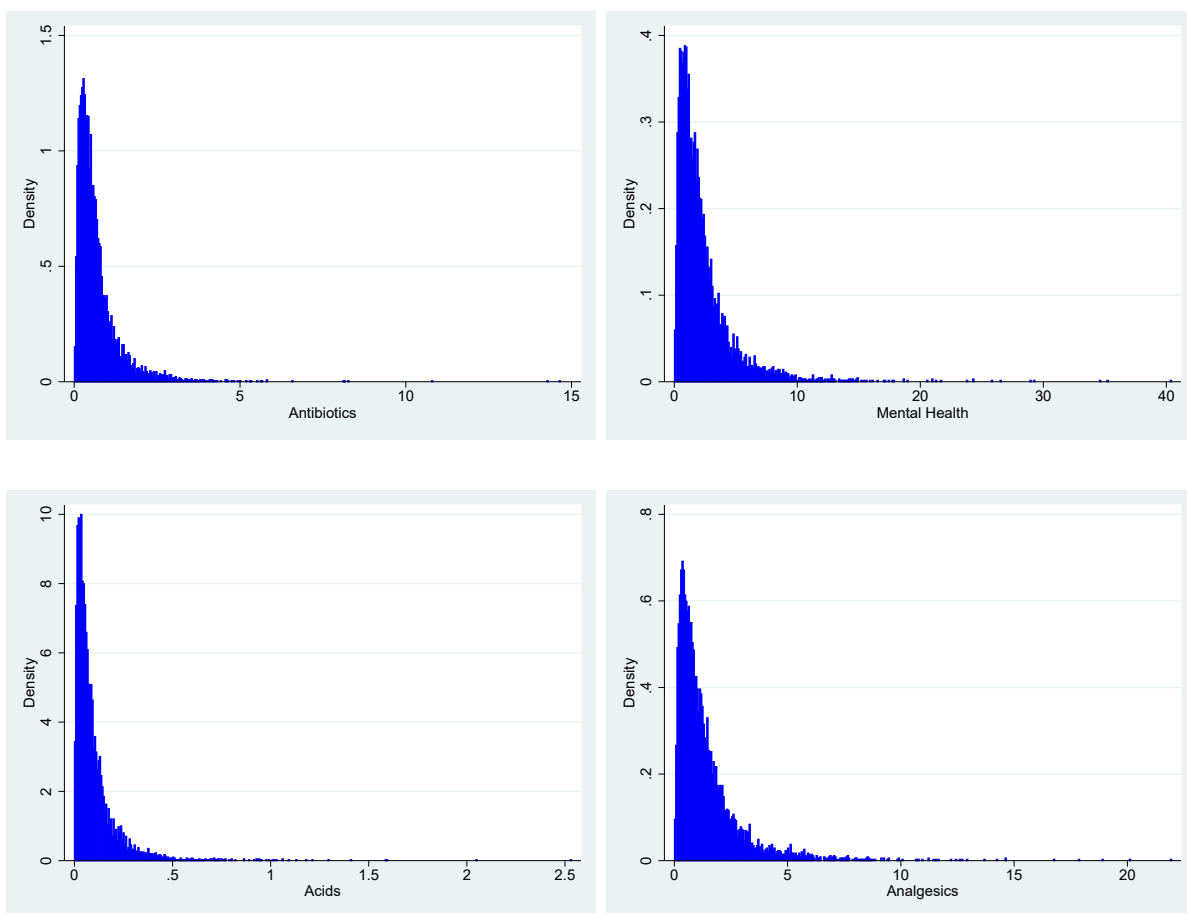 1.5
1
.5
0
Density
0 5 10 15
Antibiotics
.4
.3
.2
.1
0
Density
0 10 20 30 40
Mental Health
10
8
6
4
2
0
Density
0 .5 1 1.5 2 2.5
Acids
.8
.6
.4
.2
0
Density
0 5 10 15 20
Analgesics